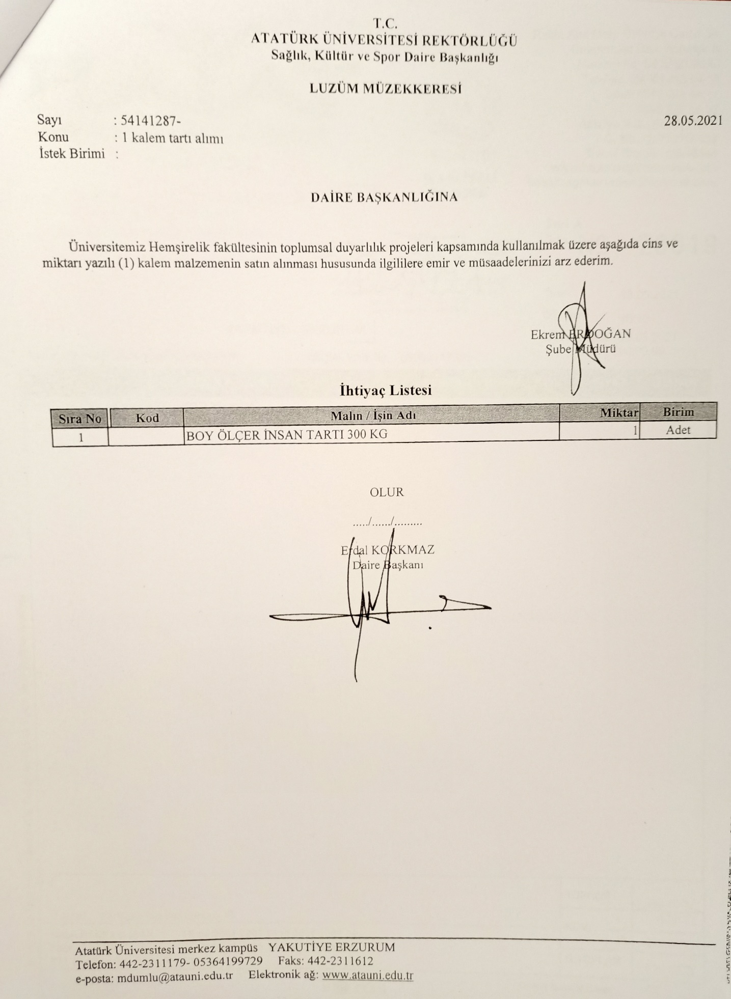 T.C.
ATATÜRK ÜNİVERSİTESİ REKTÖRLÜĞÜ
Sağlık, Kültür ve Spor Daire Başkanlığı
LUZÜM MÜZEKKERESİ
Sayı : 54141287- 28.05.2021
Konu : 1 kalem tartı alımı
İstek Birimi :
DAİRE BAŞKANLIĞINA
Üniversitemiz Hemşirelik fakültesinin toplumsal duyarlılık projeleri kapsamında kullanılmak üzere aşağıda cins ve
miktarı yazılı (1) kalem malzemenin satın alınması hususunda ilgililere emir ve müsaadelerinizi arz ederim.
Ekrem ERDOĞAN
Şube Müdürü
İhtiyaç Listesi
Sıra No Kod Malın / İşin Adı Miktar Birim
1 BOY ÖLÇER İNSAN TARTI 300 KG 1 Adet
OLUR
...../....../.........
Erdal KORKMAZ
Daire Başkanı
Atatürk Üniversitesi merkez kampüs YAKUTİYE ERZURUM
Telefon: 442-2311179- 05364199729 Faks: 442-2311612
e-posta: mdumlu@atauni.edu.tr Elektronik ağ: www.atauni.edu.tr